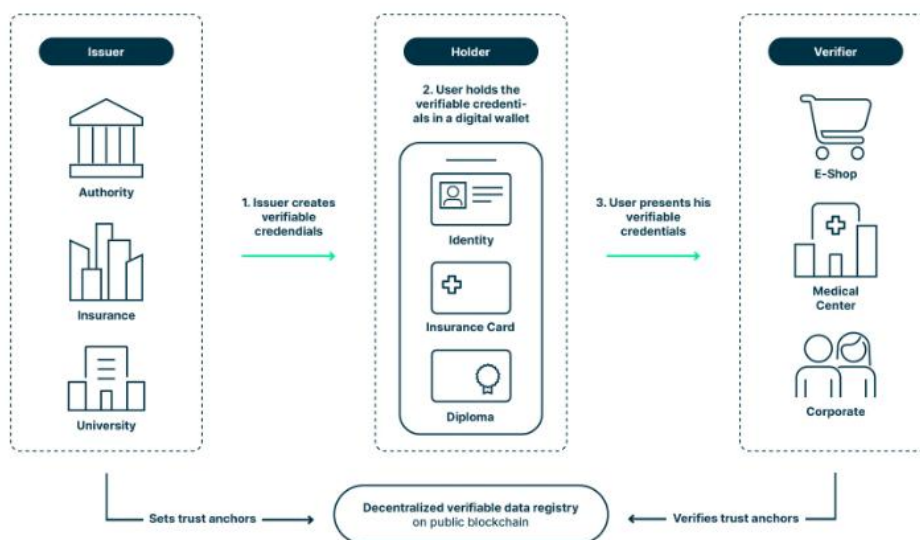 Issuer
Authority
Insurance
University
1. Issuer creates
verifiable
credendials
Holder
2. User holds the
verifiable credenti-
als in a digital wallet
Identity
Insurance Card
Diploma
3. User presents his
verifiable
credentials
Verifier
E-Shop
Medical
Center
Corporate
Sets trust anchors
Decentralized verifiable data registry
on public blockchain
Verifies trust anchors